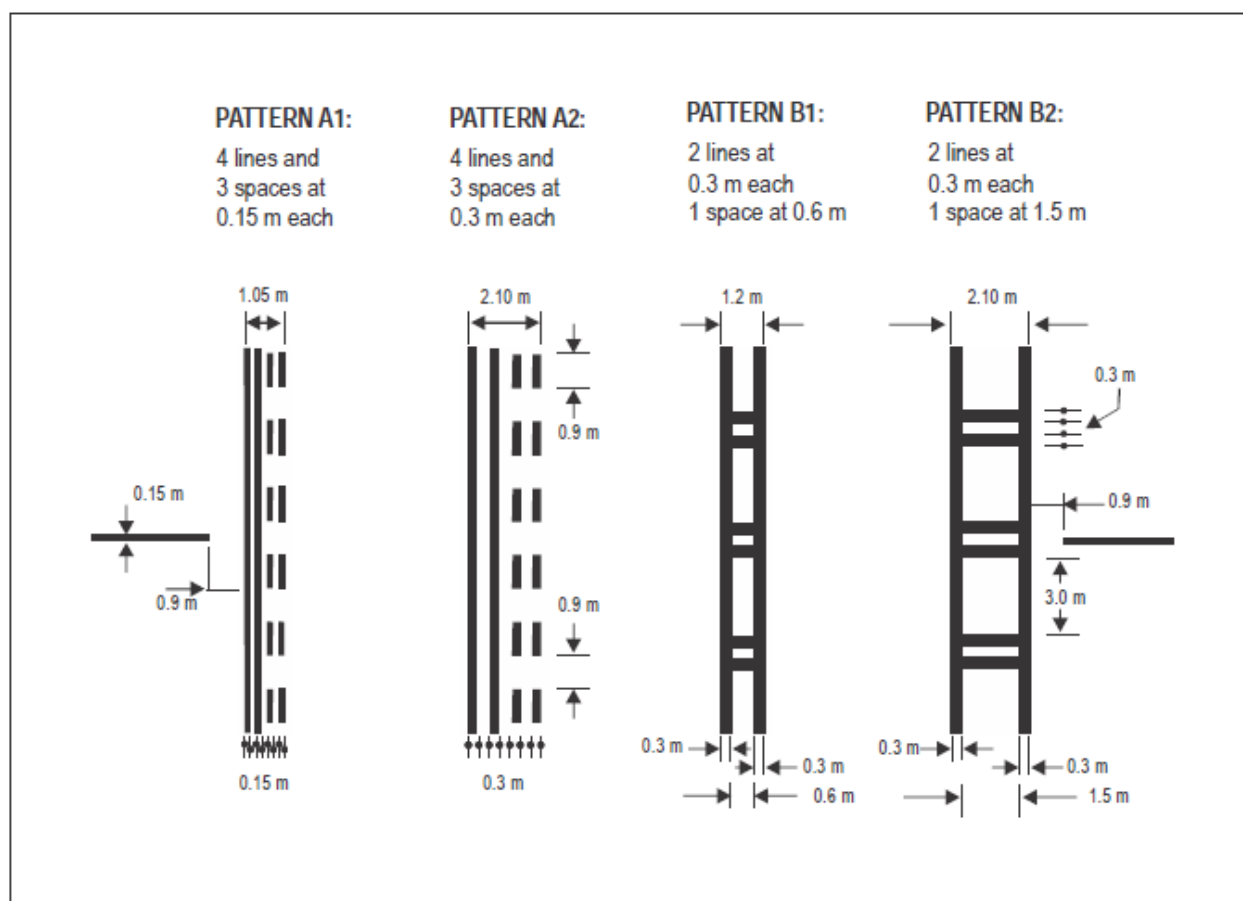 PATTERN A1:
4 lines and
3 spaces at
0.15 m each
PATTERN A2:
4 lines and
3 spaces at
0.3 m each
PATTERN B1:
2 lines at
0.3 m each
1 space at 0.6 m
PATTERN B2:
2 lines at
0.3 m each
1 space at 1.5 m
1.05 m
2.10 m
1.2 m
2.10 m
0.3 m
0.9 m
0.15 m
0.9 m
0.9 m
0.9 m
3.0 m
0.15 m
0.3 m
0.3 m
0.3 m
0.6 m
0.3 m
0.3 m
1.5 m